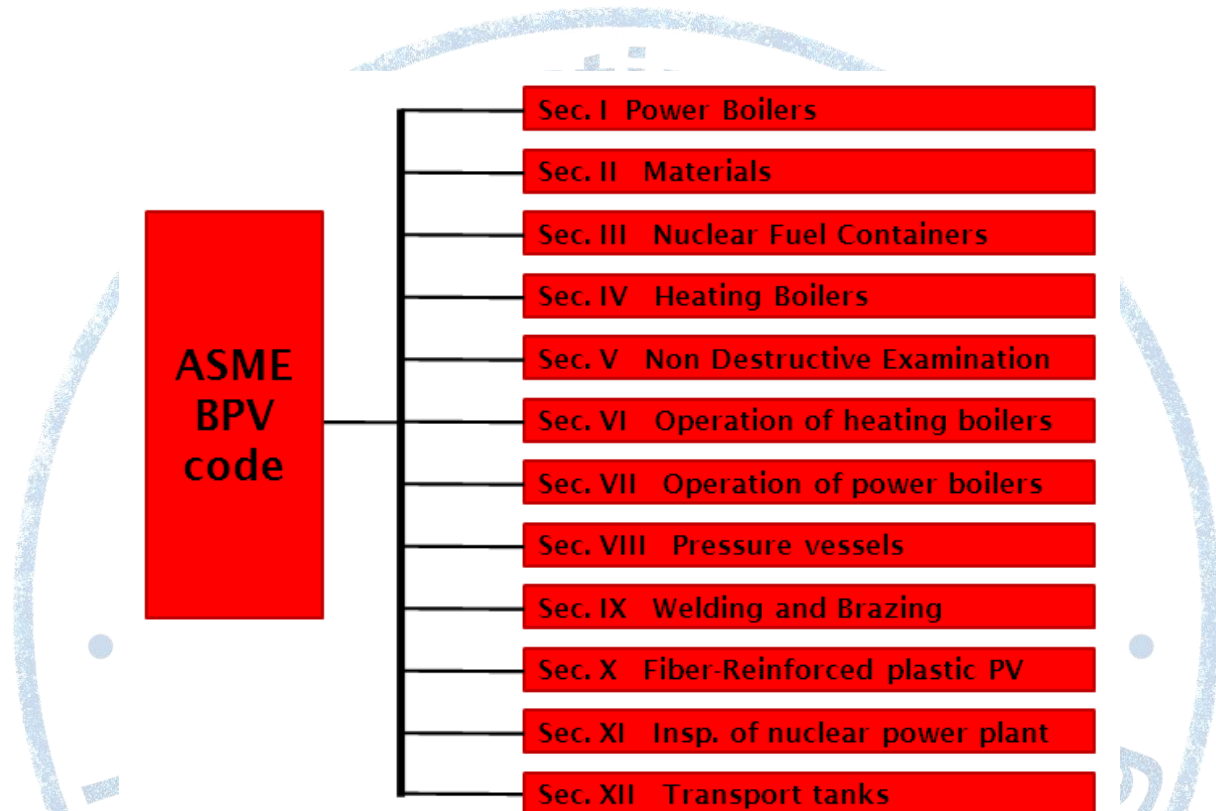 Sec. I Power Boilers
Sec. II Materials
Sec. III Nuclear Fuel Containers
Sec. IV Heating Boilers
Sec. V Non Destructive Examination
ASME
BPV
code
Sec. VI Operation of heating boilers
Sec. VII Operation of power boilers
Sec. VIII Pressure vessels
Sec. IX Welding and Brazing
Sec. X Fiber-Reinforced plastic PV
Sec. XI Insp. of nuclear power plant
Sec. XII Transport tanks